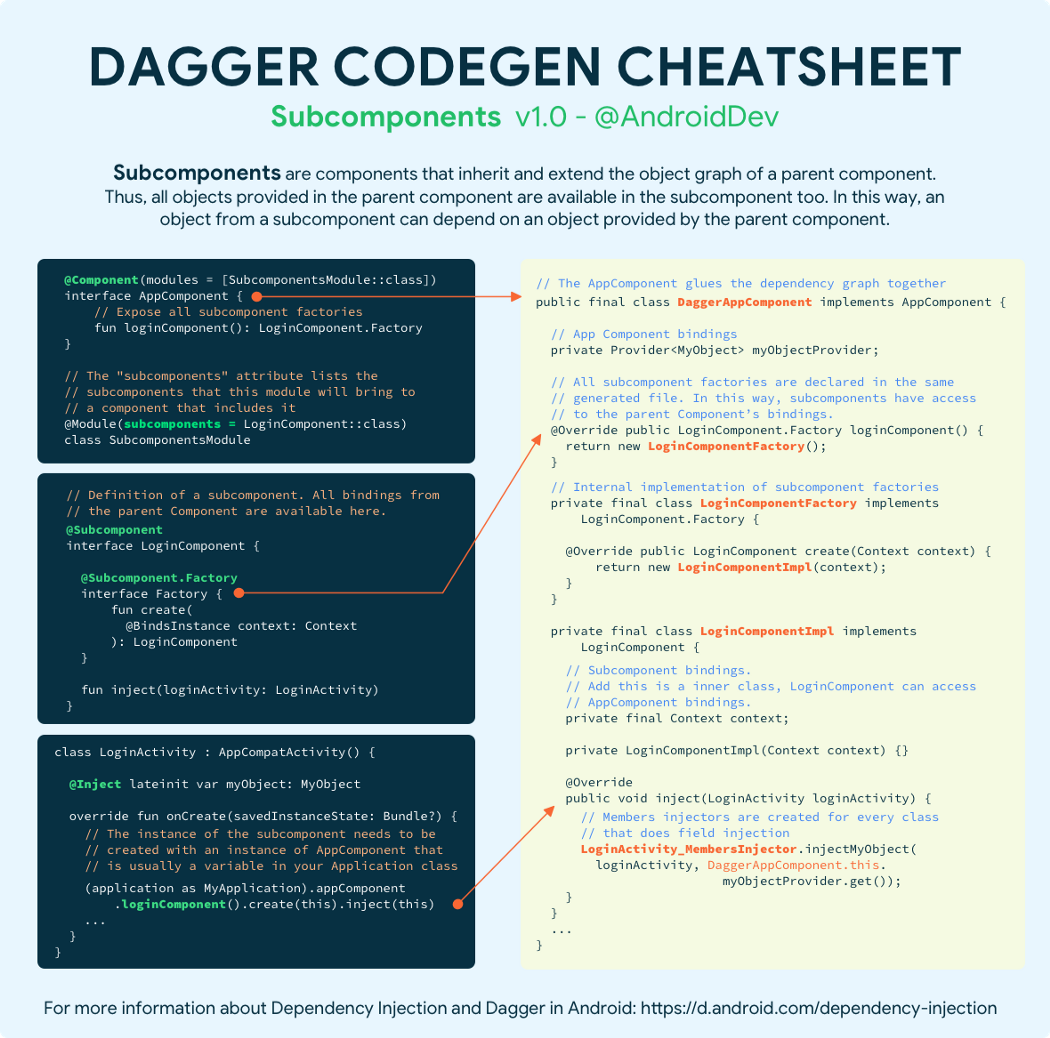 DAGGER CODEGEN CHEATSHEET
Subcomponents v1.0 - @AndroidDev
Subcomponents are components that inherit and extend the object graph of a parent component.
Thus, all objects provided in the parent component are available in the subcomponent too. In this way, an
object from a subcomponent can depend on an object provided by the parent component.
@Component(modules = [SubcomponentsModule::class])
interface AppComponent {
// Expose all subcomponent factories
fun loginComponent(): LoginComponent.Factory
}
// The "subcomponents" attribute lists the
// subcomponents that this module will bring to
// a component that includes it
@Module(subcomponents = LoginComponent::class)
class SubcomponentsModule
// Definition of a subcomponent. All bindings from
// the parent Component are available here.
@Subcomponent
interface LoginComponent {
@Subcomponent.Factory
interface Factory {
fun create(
@BindsInstance context: Context
): LoginComponent
}
fun inject(loginActivity: LoginActivity)
}
class LoginActivity : AppCompatActivity() {
@Inject lateinit var myObject: MyObject
override fun onCreate(savedInstanceState: Bundle?) {
// The instance of the subcomponent needs to be
// created with an instance of AppComponent that
// is usually a variable in your Application class
(application as MyApplication).appComponent
.loginComponent().create(this).inject(this)
...
}
}
// The AppComponent glues the dependency graph together
public final class DaggerAppComponent implements AppComponent {
// App Component bindings
private Provider<MyObject> myObjectProvider;
// All subcomponent factories are declared in the same
// generated file. In this way, subcomponents have access
// to the parent Component's bindings.
@Override public LoginComponent.Factory loginComponent() {
return new LoginComponentFactory();
}
// Internal implementation of subcomponent factories
private final class LoginComponentFactory implements
LoginComponent.Factory {
@Override public LoginComponent create(Context context) {
return new LoginComponentImpl(context);
}
}
private final class LoginComponentImpl implements
LoginComponent {
// Subcomponent bindings.
// Add this is a inner class, LoginComponent can access
// AppComponent bindings.
private final Context context;
private LoginComponentImpl(Context context) {}
@Override
public void inject(LoginActivity loginActivity) {
// Members injectors are created for every class
// that does field injection
LoginActivity_MembersInjector.injectMyObject(
loginActivity, DaggerAppComponent.this.
myObjectProvider.get());
}
}
...
}
For more information about Dependency Injection and Dagger in Android: https://d.android.com/dependency-injection